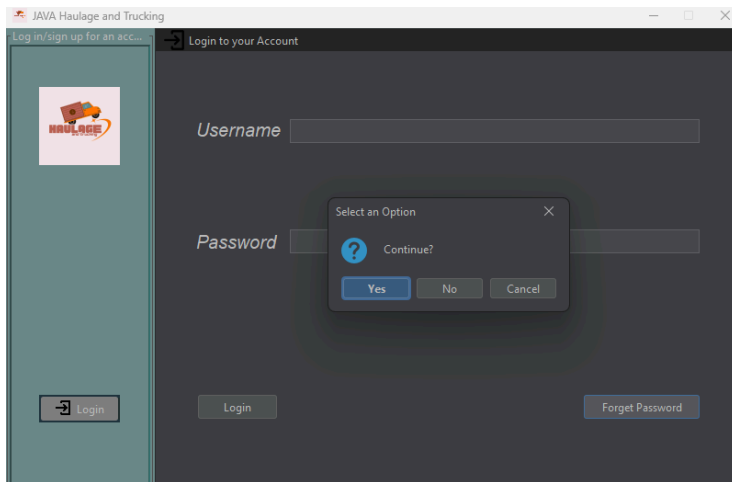 JAVA Haulage and Trucking
Log in/sign up for an acc...
Login to your Account
HAULAGE
Username
Select an Option
Continue?
Password
Yes
No
Cancel
Login
Login
Forget Password